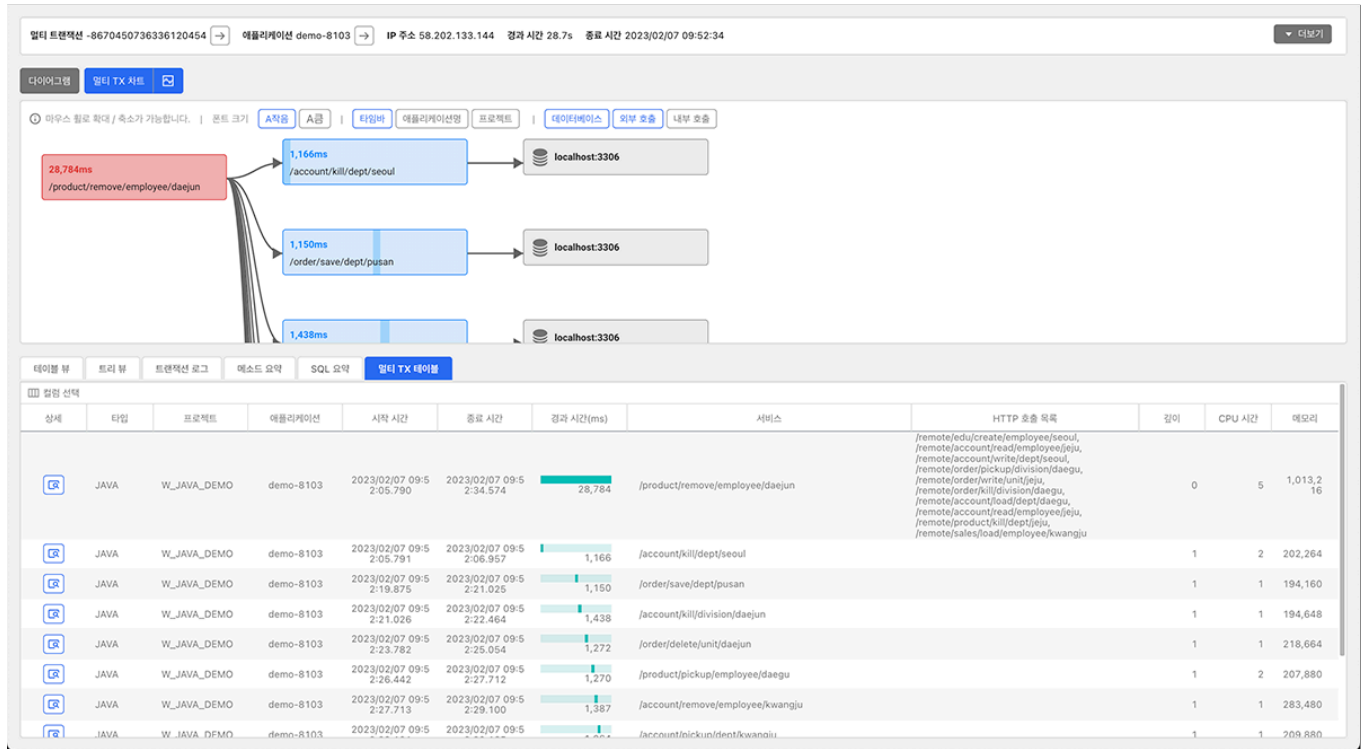 멀티 트랜잭션 -8670450736336120454 애플리케이션 demo-8103 IP 주소 58.202.133.144 경과 시간 28.7s 종료 시간 2023/02/07 09:52:34 더보기
다이어그램 멀티 TX 차트
마우스 휠로 확대 / 축소가 가능합니다. | 폰트 크기 A작음 A큼 | 타임바 애플리케이션명 프로젝트 | 데이터베이스 외부 호출 내부 호출
28,784ms
/product/remove/employee/daejun
1,166ms
/account/kill/dept/seoul
localhost:3306
1,150ms
/order/save/dept/pusan
localhost:3306
1,438ms
localhost:3306
테이블 뷰 트리 뷰 트랜잭션 로그 메소드 요약 SQL 요약 멀티 TX 테이블
컬럼 선택
상세 타입 프로젝트 애플리케이션 시작 시간 종료 시간 경과 시간(ms) 서비스 HTTP 호출 목록 깊이 CPU 시간 메모리
JAVA W_JAVA_DEMO demo-8103
2023/02/07 09:5
2:05.790
2023/02/07 09:5
2:34.574
28,784
/product/remove/employee/daejun
/remote/edu/create/employee/seoul,
/remote/account/read/employee/jeju,
/remote/account/write/dept/seoul,
/remote/order/pickup/division/daegu,
/remote/order/write/unit/jeju,
/remote/order/kill/division/daegu,
/remote/account/load/dept/daegu,
/remote/account/read/employee/jeju,
/remote/product/kill/dept/jeju,
/remote/sales/load/employee/kwangju
0 5
1,013,2
16
JAVA W_JAVA_DEMO demo-8103
2023/02/07 09:5
2:05.791
2023/02/07 09:5
2:06.957
1,166 /account/kill/dept/seoul 1 2 202,264
JAVA W_JAVA_DEMO demo-8103
2023/02/07 09:5
2:19.875
2023/02/07 09:5
2:21.025
1,150 /order/save/dept/pusan 1 1 194,160
JAVA W_JAVA_DEMO demo-8103
2023/02/07 09:5
2:21.026
2023/02/07 09:5
2:22.464
1,438 /account/kill/division/daejun 1 1 194,648
JAVA W_JAVA_DEMO demo-8103
2023/02/07 09:5
2:23.782
2023/02/07 09:5
2:25.054
1,272 /order/delete/unit/daejun 1 1 218,664
JAVA W_JAVA_DEMO demo-8103
2023/02/07 09:5
2:26.442
2023/02/07 09:5
2:27.712
1,270 /product/pickup/employee/daegu 1 2 207,880
JAVA W_JAVA_DEMO demo-8103
2023/02/07 09:5
2:27.713
2023/02/07 09:5
2:29.100
1,387 /account/remove/employee/kwangju 1 1 283,480
JAVA W_JAVA_DEMO demo-8103
2023/02/07 09:5
2023/02/07 09:5
/account/pickup/dept/kwangju 1 1 209,880